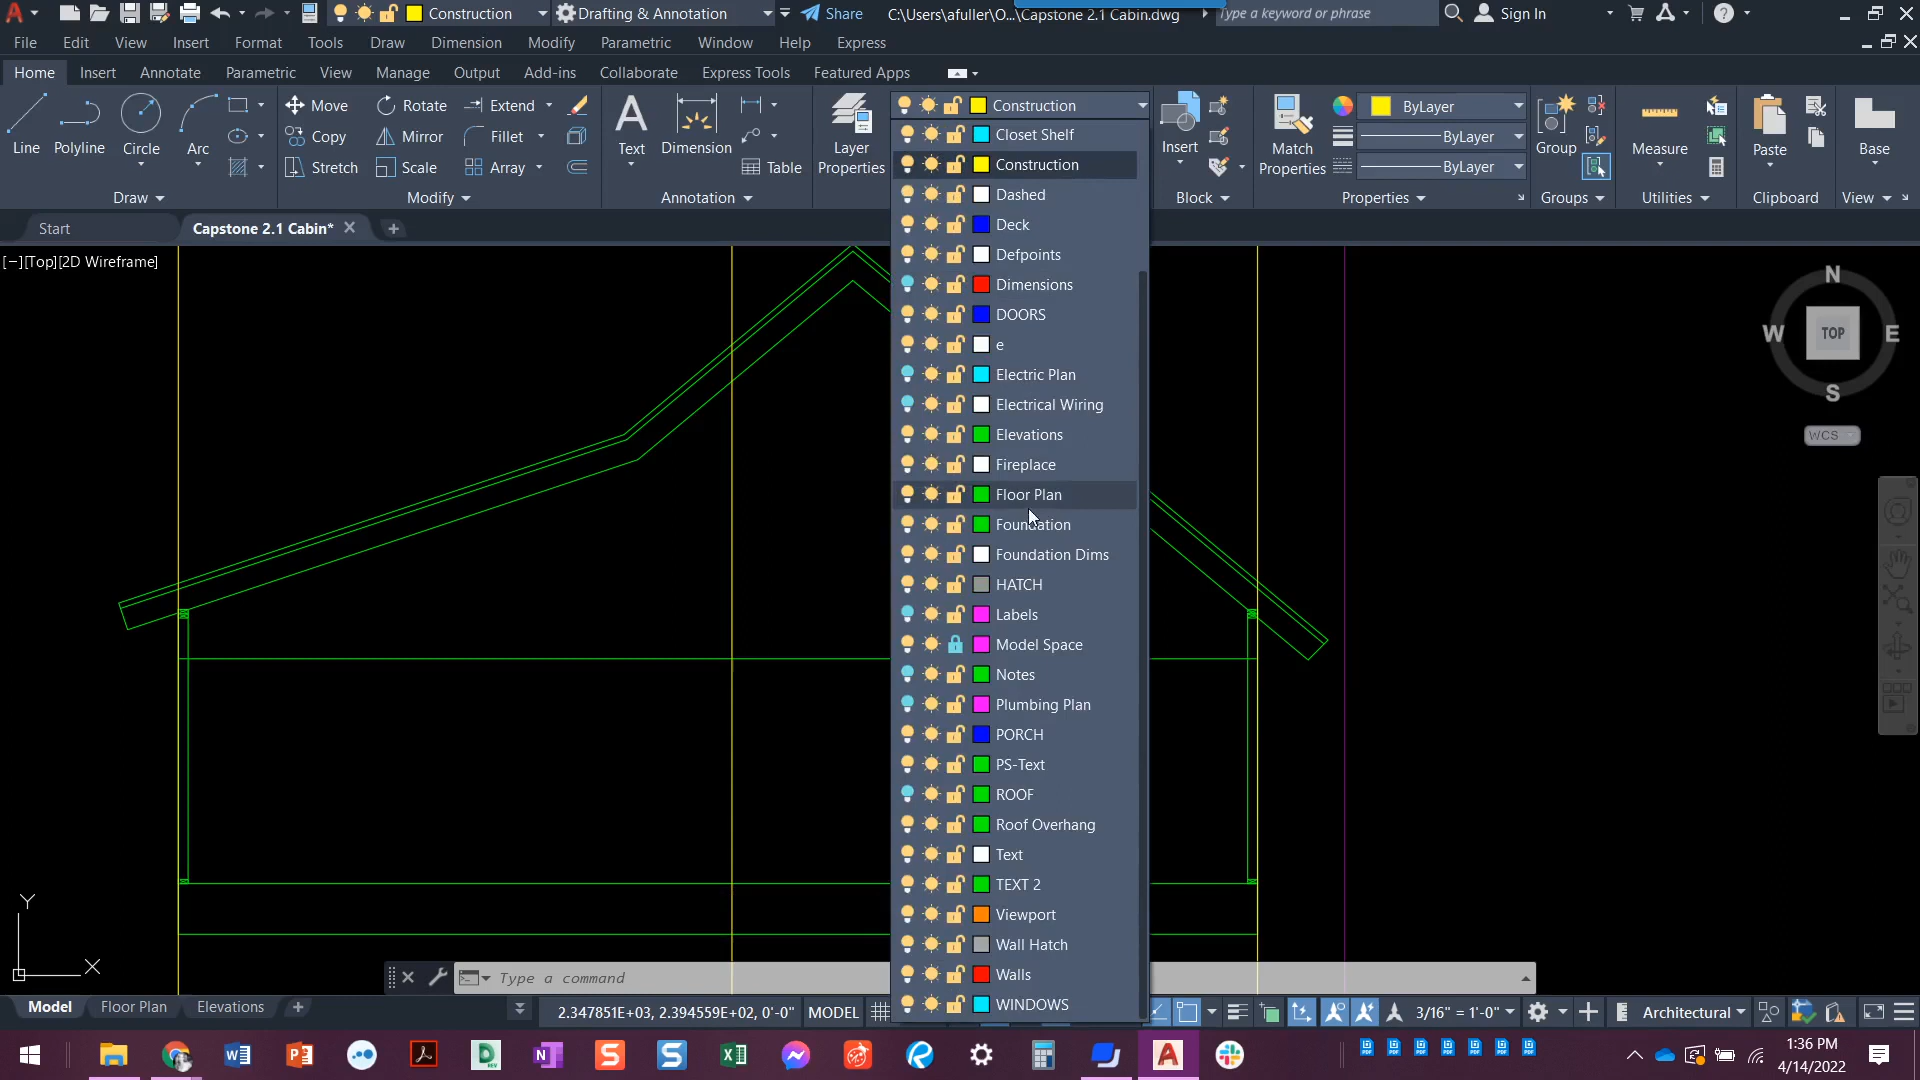 Construction
Drafting & Annotation
Share
C:\Users\afuller\O...\Capstone 2.1 Cabin.dwg
Type a keyword or phrase
Sign In
File Edit View Insert Format Tools Draw Dimension Modify Parametric Window Help Express
Home Insert Annotate Parametric View Manage Output Add-ins Collaborate Express Tools Featured Apps
Line Polyline Circle Arc
Move Rotate Extend
Copy Mirror Fillet
Stretch Scale Array
Text Dimension
Table
Layer Properties
Construction
Insert
Match Properties
ByLayer
ByLayer
ByLayer
Group
Measure
Paste
Base
Draw Modify Annotation Block Properties Groups Utilities Clipboard View
Start
Capstone 2.1 Cabin*
[−][Top][2D Wireframe]
Closet Shelf
Construction
Dashed
Deck
Defpoints
Dimensions
DOORS
e
Electric Plan
Electrical Wiring
Elevations
Fireplace
Floor Plan
Foundation
Foundation Dims
HATCH
Labels
Model Space
Notes
Plumbing Plan
PORCH
PS-Text
ROOF
Roof Overhang
Text
TEXT 2
Viewport
Wall Hatch
Walls
WINDOWS
N
W TOP E
S
WCS
Y
X
Type a command
Model Floor Plan Elevations
2.347851E+03, 2.394559E+02, 0'-0"
MODEL
3/16" = 1'-0"
Architectural
1:36 PM
4/14/2022